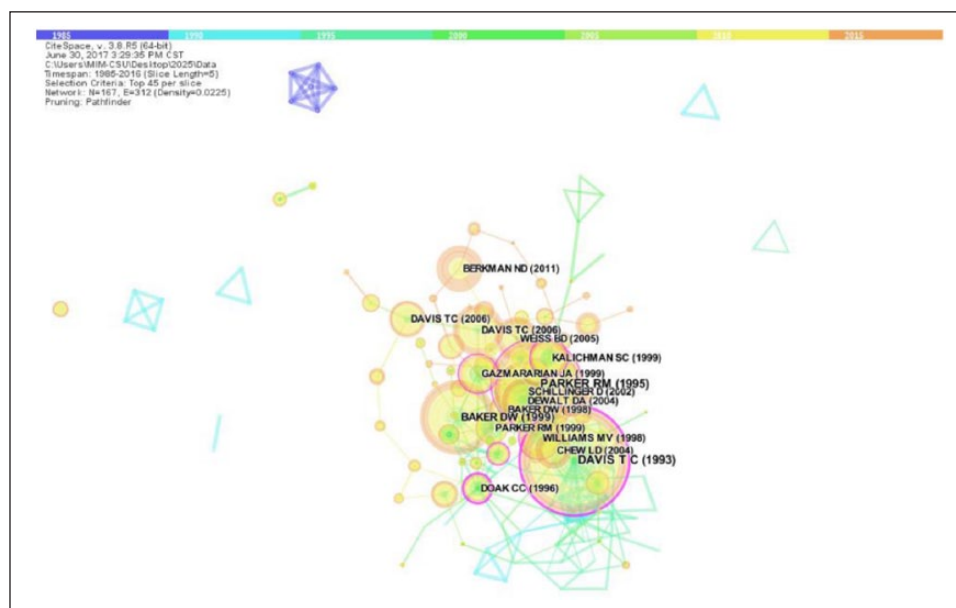 1985 1990 1995 2000 2005 2010 2015
CiteSpace, v. 3.8.R5 (64-bit)
June 30, 2017 3:29:35 PM CST
C:\Users\MIM-CSU\Desktop\2025\Data
Timespan: 1985-2016 (Slice Length=5)
Selection Criteria: Top 45 per slice
Network: N=167, E=312 (Density=0.0225)
Pruning: Pathfinder
BERKMAN ND (2011)
DAVIS TC (2006)
DAVIS TC (2006)
WEISS BD (2005)
KALICHMAN SC (1999)
GAZMARARIAN JA (1999)
PARKER RM (1995)
SCHILLINGER D (2002)
DEWALT DA (2004)
BAKER DW (1998)
BAKER DW (1999)
PARKER RM (1999)
WILLIAMS MV (1998)
CHEW LD (2004)
DAVIS T C (1993)
DOAK CC (1996)